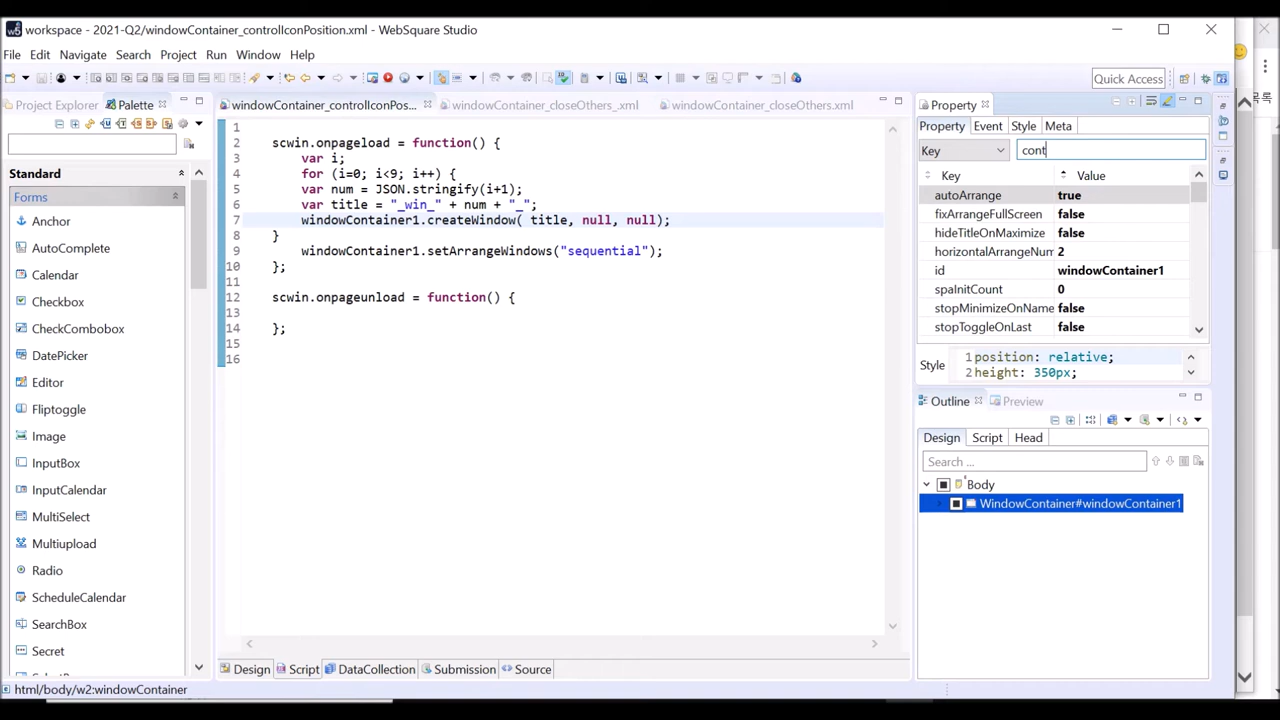 workspace - 2021-Q2/windowContainer_controlIconPosition.xml - WebSquare Studio
File Edit Navigate Search Project Run Window Help
Quick Access
Project Explorer Palette
windowContainer_controlIconPos... windowContainer_closeOthers_.xml windowContainer_closeOthers.xml
Property
목록
Property Event Style Meta
Key cont
Key Value
autoArrange true
fixArrangeFullScreen false
hideTitleOnMaximize false
horizontalArrangeNum 2
id windowContainer1
spaInitCount 0
stopMinimizeOnName false
stopToggleOnLast false
Style
1 position: relative;
2 height: 350px;
Outline Preview
Design Script Head
Search ...
Body
WindowContainer#windowContainer1
Standard
Forms
Anchor
AutoComplete
Calendar
Checkbox
CheckCombobox
DatePicker
Editor
Fliptoggle
Image
InputBox
InputCalendar
MultiSelect
Multiupload
Radio
ScheduleCalendar
SearchBox
Secret
Select
1
2 scwin.onpageload = function() {
3 var i;
4 for (i=0; i<9; i++) {
5 var num = JSON.stringify(i+1);
6 var title = "_win_" + num + "_";
7 windowContainer1.createWindow( title, null, null);
8 }
9 windowContainer1.setArrangeWindows("sequential");
10 };
11
12 scwin.onpageunload = function() {
13
14 };
15
16
Design Script DataCollection Submission Source
html/body/w2:windowContainer